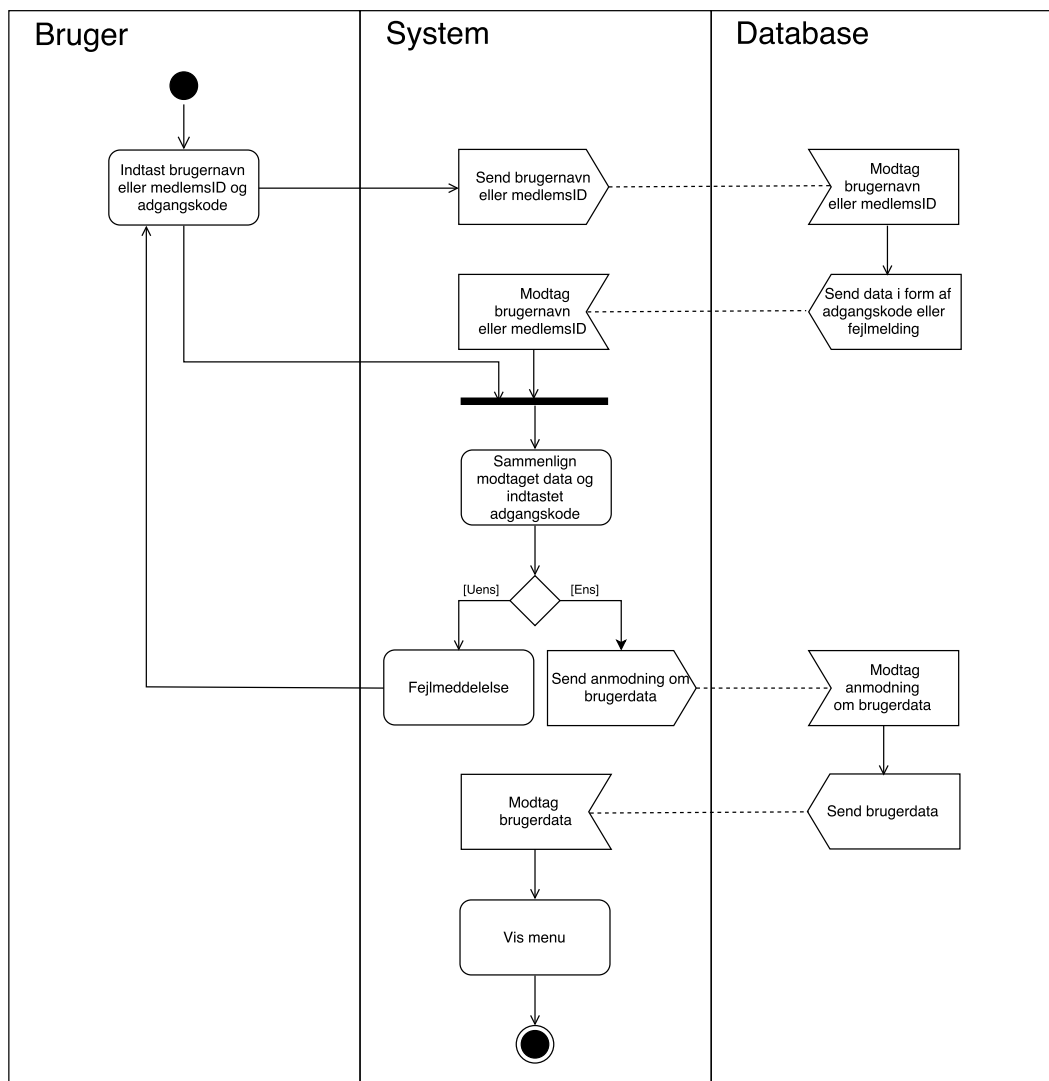 Bruger
System
Database
Indtast brugernavn
eller medlemsID og
adgangskode
Send brugernavn
eller medlemsID
Modtag
brugernavn
eller medlemsID
Modtag
brugernavn
eller medlemsID
Send data i form af
adgangskode eller
fejlmelding
Sammenlign
modtaget data og
indtastet
adgangskode
[Uens]
[Ens]
Fejlmeddelelse
Send anmodning om
brugerdata
Modtag
anmodning
om brugerdata
Modtag
brugerdata
Send brugerdata
Vis menu